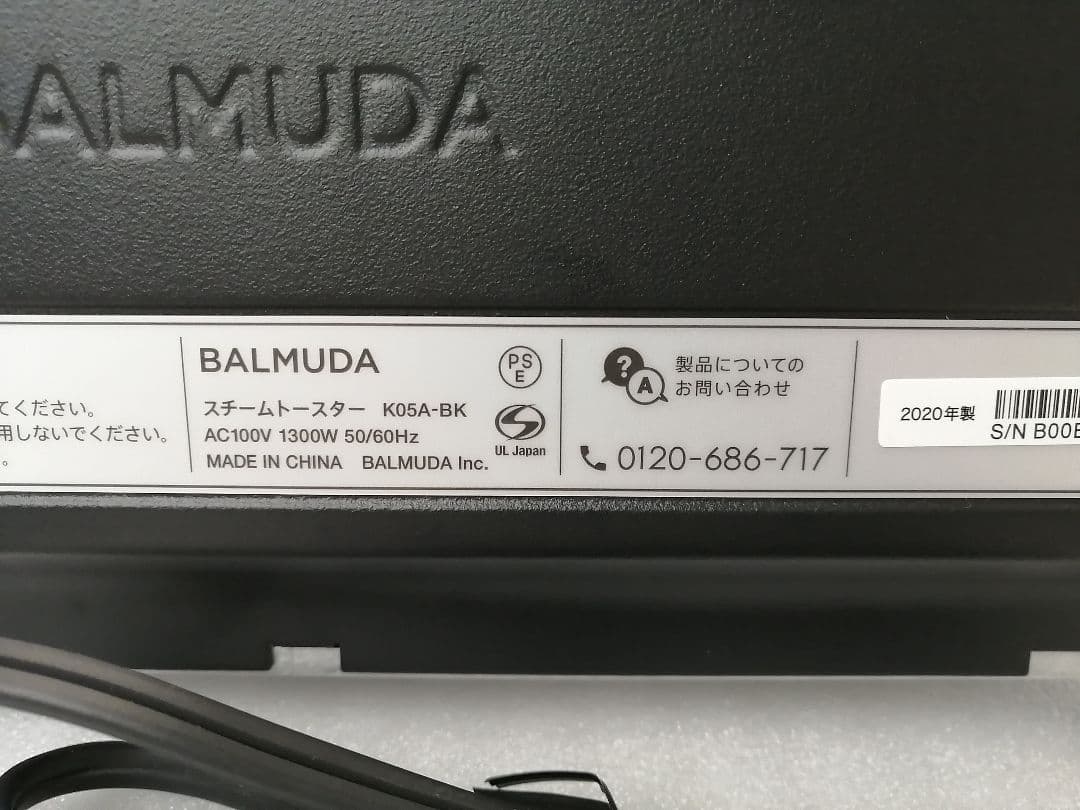 BALMUDA.
てください。
用しないでください。
。
BALMUDA
スチームトースター K05A-BK
AC100V 1300W 50/60Hz
MADE IN CHINA BALMUDA Inc.
PS
E
UL Japan
?
A
製品についての
お問い合わせ
0120-686-717
2020年製
S/N B00